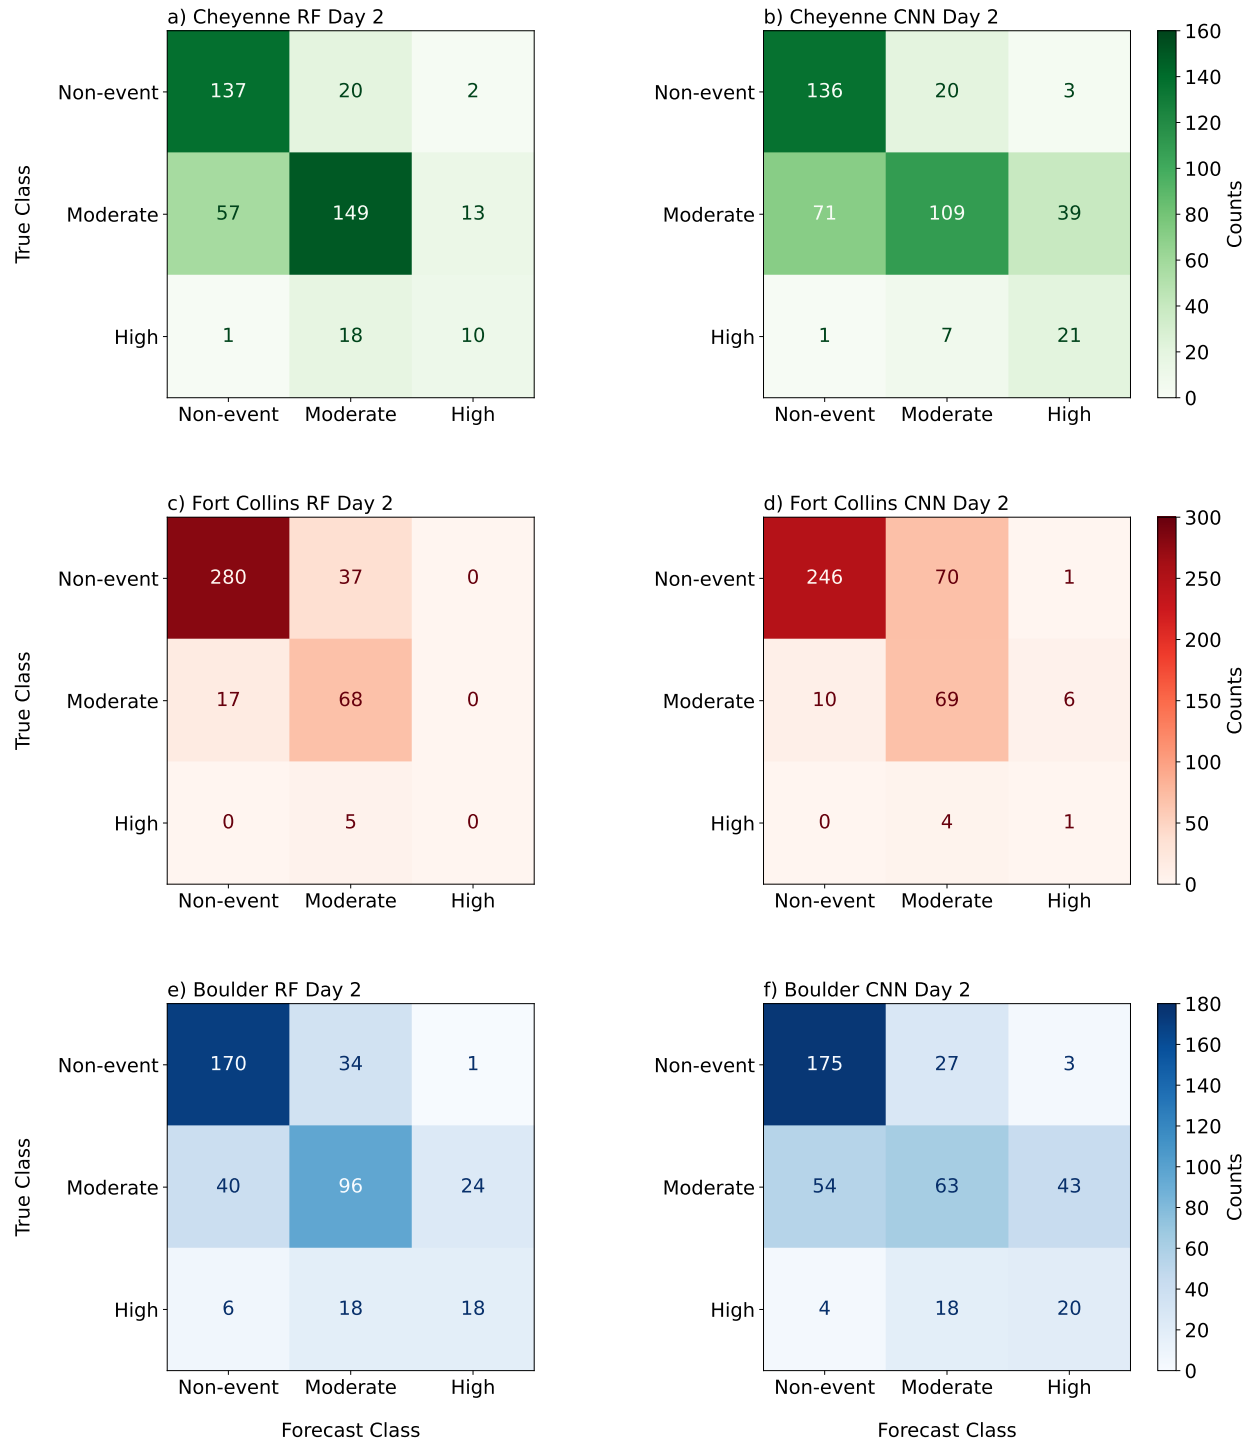 a) Cheyenne RF Day 2
b) Cheyenne CNN Day 2
True Class
Non-event 137 20 2
Moderate 57 149 13
High 1 18 10
Non-event Moderate High
Non-event 136 20 3
Moderate 71 109 39
High 1 7 21
Non-event Moderate High
160
140
120
100
80
60
40
20
0
Counts
c) Fort Collins RF Day 2
d) Fort Collins CNN Day 2
True Class
Non-event 280 37 0
Moderate 17 68 0
High 0 5 0
Non-event Moderate High
Non-event 246 70 1
Moderate 10 69 6
High 0 4 1
Non-event Moderate High
300
250
200
150
100
50
0
Counts
e) Boulder RF Day 2
f) Boulder CNN Day 2
True Class
Non-event 170 34 1
Moderate 40 96 24
High 6 18 18
Non-event Moderate High
Forecast Class
Non-event 175 27 3
Moderate 54 63 43
High 4 18 20
Non-event Moderate High
Forecast Class
180
160
140
120
100
80
60
40
20
0
Counts